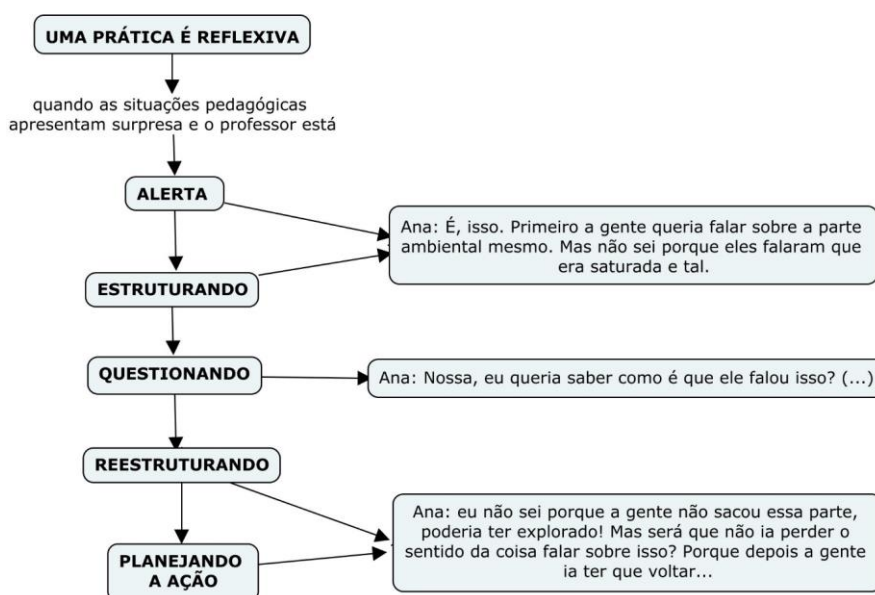 UMA PRÁTICA É REFLEXIVA
quando as situações pedagógicas
apresentam surpresa e o professor está
ALERTA
Ana: É, isso. Primeiro a gente queria falar sobre a parte
ambiental mesmo. Mas não sei porque eles falaram que
era saturada e tal.
ESTRUTURANDO
QUESTIONANDO
Ana: Nossa, eu queria saber como é que ele falou isso? (...)
REESTRUTURANDO
Ana: eu não sei porque a gente não sacou essa parte,
poderia ter explorado! Mas será que não ia perder o
sentido da coisa falar sobre isso? Porque depois a gente
ia ter que voltar...
PLANEJANDO
A AÇÃO